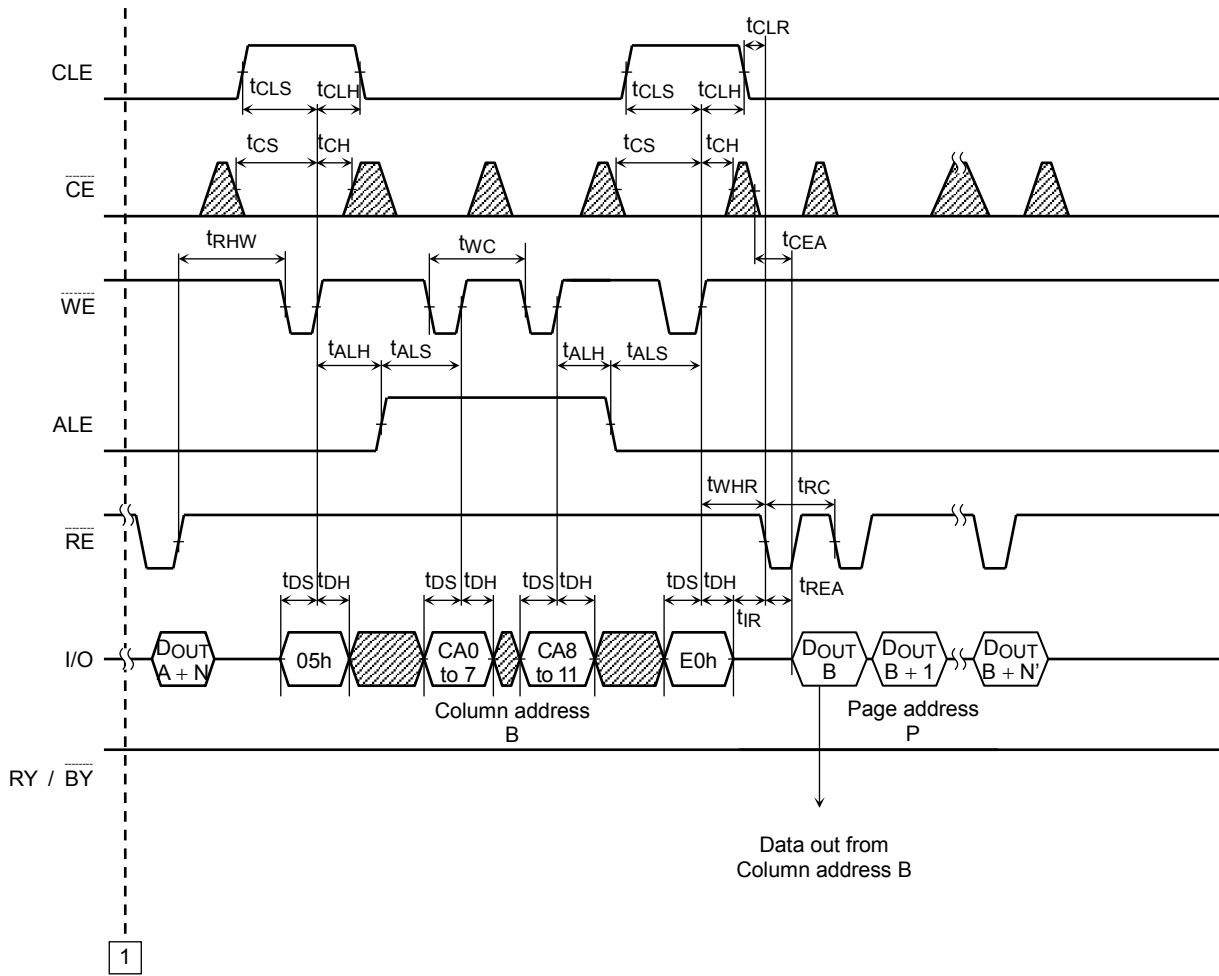 tCLR
CLE
tCLS tCLH tCLS tCLH
tCS tCH tCS tCH
CE
tRHW tWC tCEA
WE
tALH tALS tALH tALS
ALE
tWHR tRC
RE
tDS tDH tDS tDH tDS tDH tDS tDH tREA
tIR
I/O
DOUT
A + N
05h
CA0
to 7
CA8
to 11
E0h
DOUT
B
DOUT
B + 1
DOUT
B + N'
Column address
B
Page address
P
RY / BY
Data out from
Column address B
1